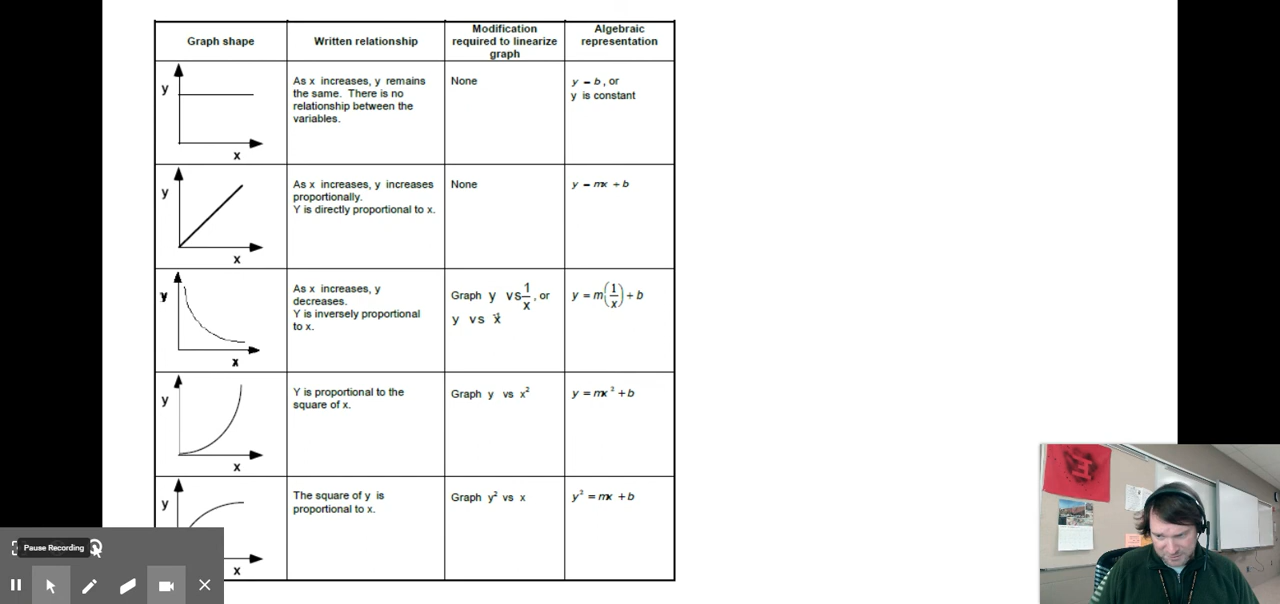 Graph shape
Written relationship
Modification
required to linearize
graph
Algebraic
representation
y
x
As x increases, y remains
the same. There is no
relationship between the
variables.
None
y = b, or
y is constant
y
x
As x increases, y increases
proportionally.
Y is directly proportional to x.
None
y = mx + b
y
x
As x increases, y
decreases.
Y is inversely proportional
to x.
Graph y vs 1/x, or
y = m(1/x) + b
y
x
Y is proportional to the
square of x.
Graph y vs x²
y = mx² + b
y
x
The square of y is
proportional to x.
Graph y² vs x
y² = mx + b
Pause Recording